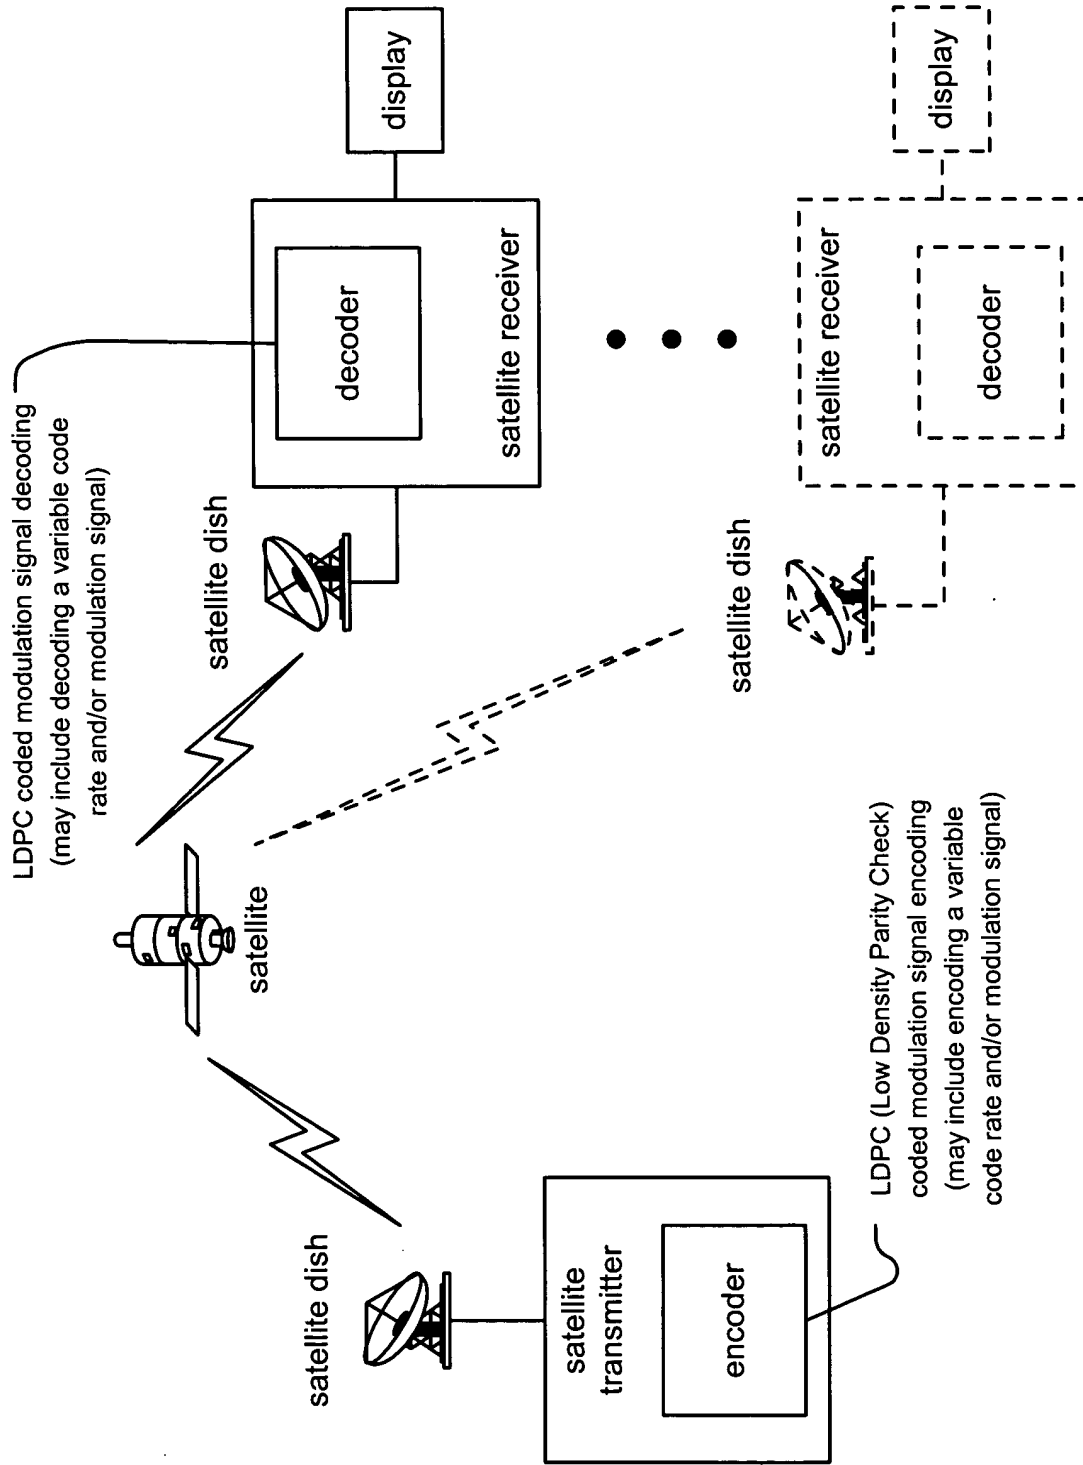 LDPC coded modulation signal decoding
(may include decoding a variable code
rate and/or modulation signal)
satellite dish
satellite
satellite dish
decoder
satellite receiver
display
satellite
transmitter
encoder
LDPC (Low Density Parity Check)
coded modulation signal encoding
(may include encoding a variable
code rate and/or modulation signal)
satellite dish
satellite receiver
decoder
display